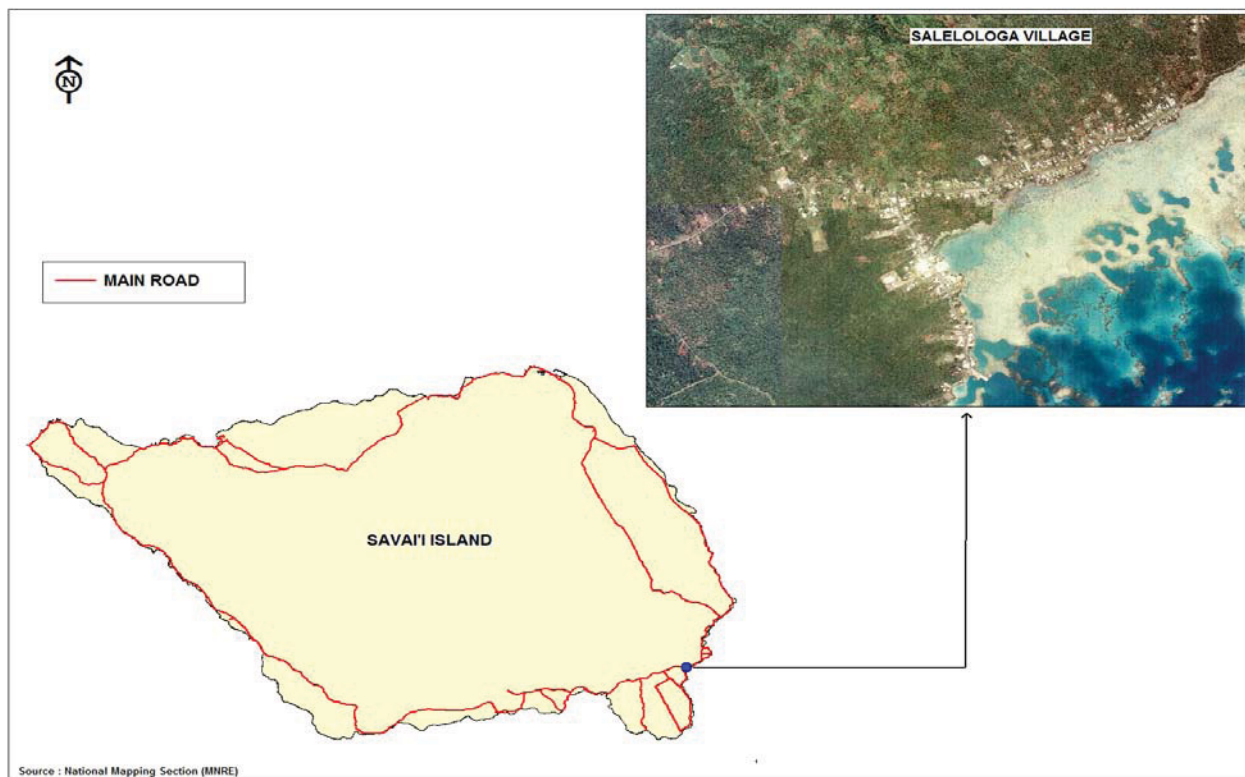 SALELOLOGA VILLAGE
N
MAIN ROAD
SAVAI'I ISLAND
Source : National Mapping Section (MNRE)